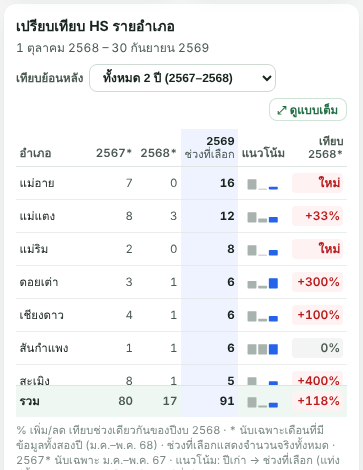 เปรียบเทียบ HS รายอำเภอ
1 ตุลาคม 2568 – 30 กันยายน 2569
เทียบย้อนหลัง ทั้งหมด 2 ปี (2567–2568)
⤢ ดูแบบเต็ม
อำเภอ 2567* 2568* 2569 ช่วงที่เลือก แนวโน้ม เทียบ 2568*
แม่อาย 7 0 16 ใหม่
แม่แตง 8 3 12 +33%
แม่ริม 2 0 8 ใหม่
ดอยเต่า 3 1 6 +300%
เชียงดาว 4 1 6 +100%
สันกำแพง 1 1 6 0%
สะเมิง 8 1 5 +400%
รวม 80 17 91 +118%
% เพิ่ม/ลด เทียบช่วงเดียวกันของปีงบ 2568 · * นับเฉพาะเดือนที่มี
ข้อมูลทั้งสองปี (ม.ค.–พ.ค. 68) · ช่วงที่เลือกแสดงจำนวนจริงทั้งหมด ·
2567* นับเฉพาะ ม.ค.–พ.ค. 67 · แนวโน้ม: ปีเก่า → ช่วงที่เลือก (แท่ง